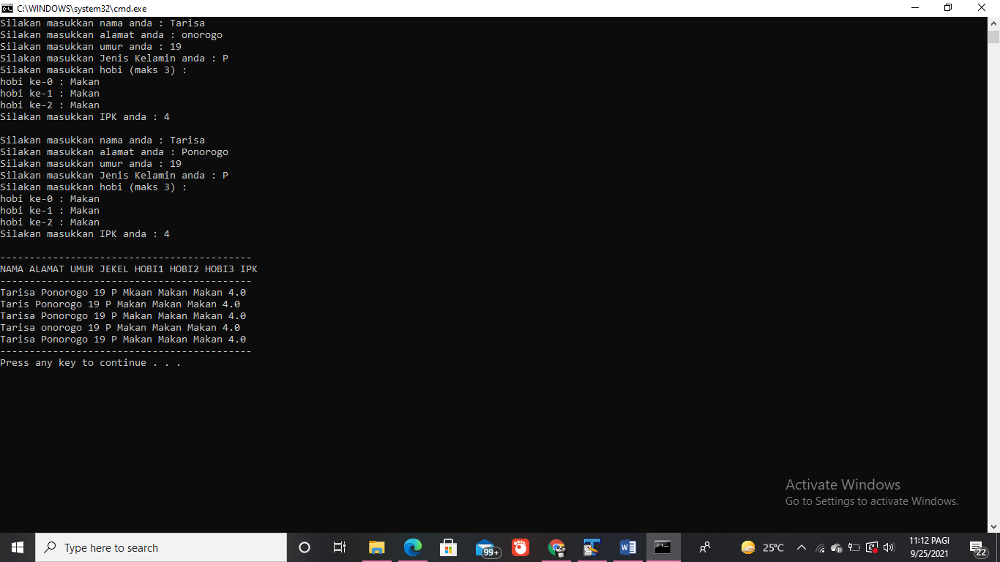 C:\WINDOWS\system32\cmd.exe
Silakan masukkan nama anda : Tarisa
Silakan masukkan alamat anda : onorogo
Silakan masukkan umur anda : 19
Silakan masukkan Jenis Kelamin anda : P
Silakan masukkan hobi (maks 3) :
hobi ke-0 : Makan
hobi ke-1 : Makan
hobi ke-2 : Makan
Silakan masukkan IPK anda : 4
Silakan masukkan nama anda : Tarisa
Silakan masukkan alamat anda : Ponorogo
Silakan masukkan umur anda : 19
Silakan masukkan Jenis Kelamin anda : P
Silakan masukkan hobi (maks 3) :
hobi ke-0 : Makan
hobi ke-1 : Makan
hobi ke-2 : Makan
Silakan masukkan IPK anda : 4
-------------------------------------------
NAMA ALAMAT UMUR JEKEL HOBI1 HOBI2 HOBI3 IPK
-------------------------------------------
Tarisa Ponorogo 19 P Mkaan Makan Makan 4.0
Taris Ponorogo 19 P Makan Makan Makan 4.0
Tarisa Ponorogo 19 P Makan Makan Makan 4.0
Tarisa onorogo 19 P Makan Makan Makan 4.0
Tarisa Ponorogo 19 P Makan Makan Makan 4.0
-------------------------------------------
Press any key to continue . . .
Activate Windows
Go to Settings to activate Windows.
Type here to search
99+
25°C
11:12 PAGI
9/25/2021
22